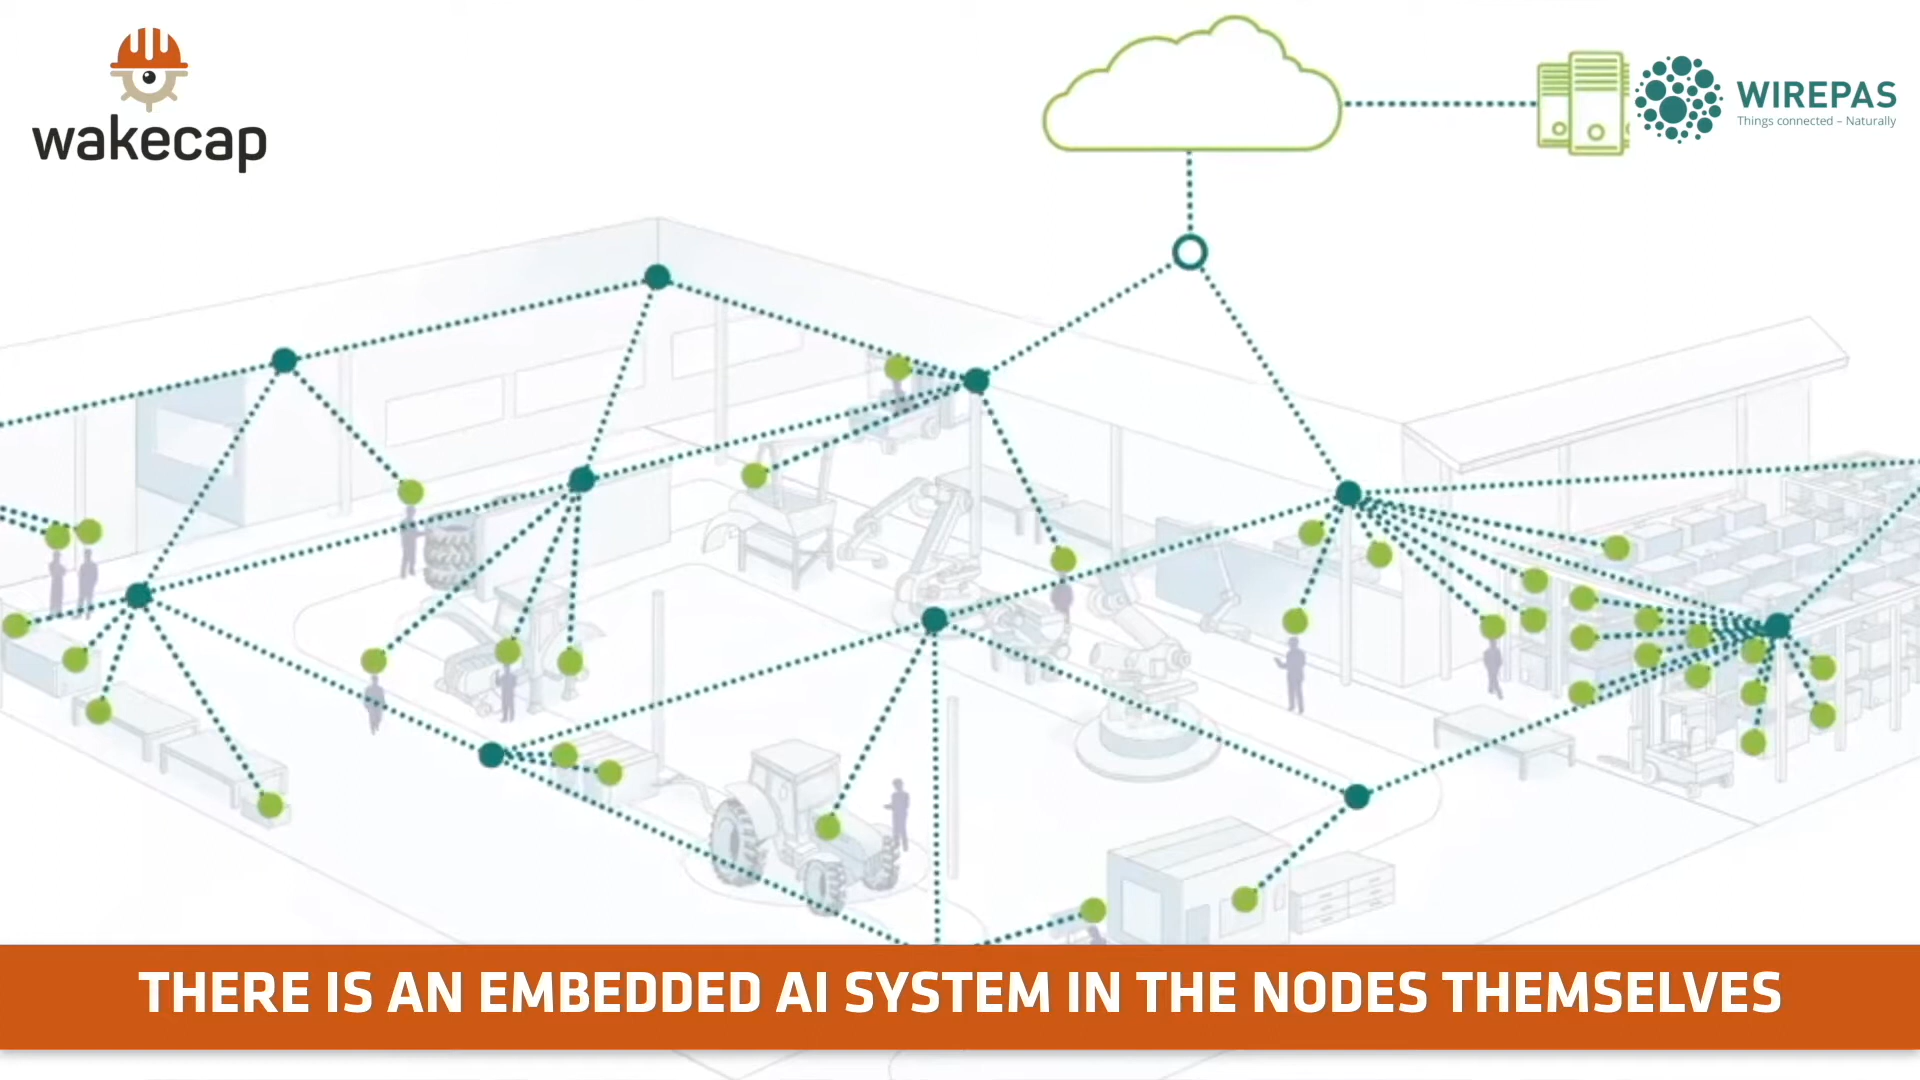 wakecap
WIREPAS
Things connected – Naturally
THERE IS AN EMBEDDED AI SYSTEM IN THE NODES THEMSELVES